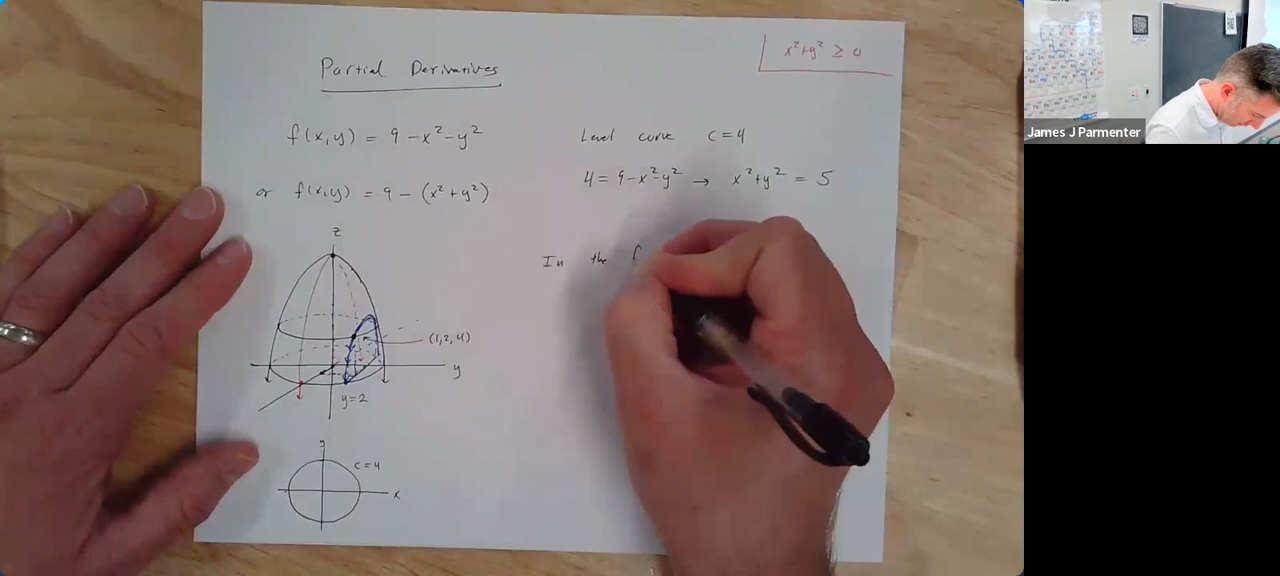 x²+y² ≥ 0
Partial Derivatives
f(x,y) = 9-x²-y²
or f(x,y) = 9-(x²+y²)
z
(1,2,4)
y
y=2
y
c=4
x
Level curve c=4
4=9-x²-y² → x²+y² = 5
In the
James J Parmenter